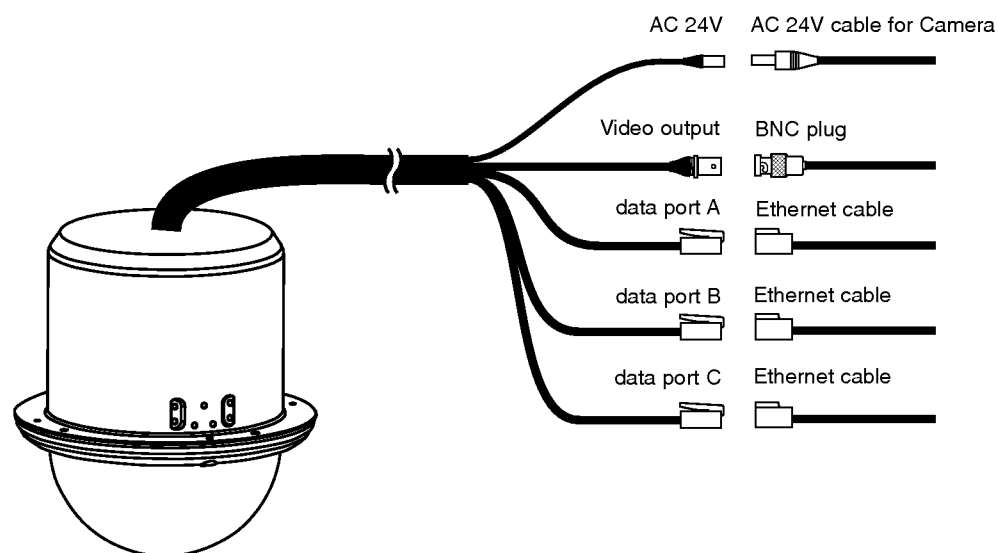 AC 24V AC 24V cable for Camera
Video output BNC plug
data port A Ethernet cable
data port B Ethernet cable
data port C Ethernet cable